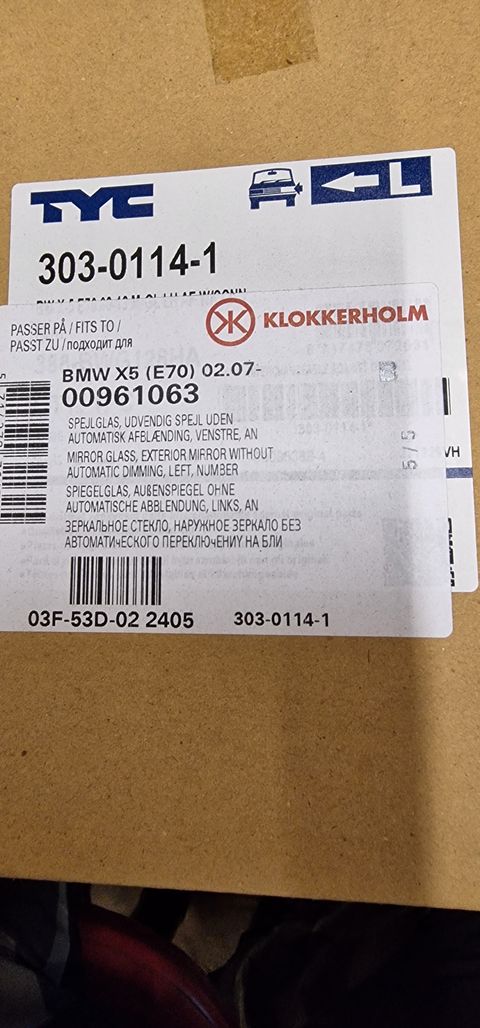 TYC
L
303-0114-1
PASSER PÅ / FITS TO /
PASST ZU / подходит для
KLOKKERHOLM
BMW X5 (E70) 02.07-
00961063
SPEJLGLAS, UDVENDIG SPEJL UDEN
AUTOMATISK AFBLÆNDING, VENSTRE, AN
MIRROR GLASS, EXTERIOR MIRROR WITHOUT
AUTOMATIC DIMMING, LEFT, NUMBER
SPIEGELGLAS, AUßENSPIEGEL OHNE
AUTOMATISCHE ABBLENDUNG, LINKS, AN
ЗЕРКАЛЬНОЕ СТЕКЛО, НАРУЖНОЕ ЗЕРКАЛО БЕЗ
АВТОМАТИЧЕСКОГО ПЕРЕКЛЮЧЕНИУ НА БЛИ
5/5
03F-53D-02 2405
303-0114-1